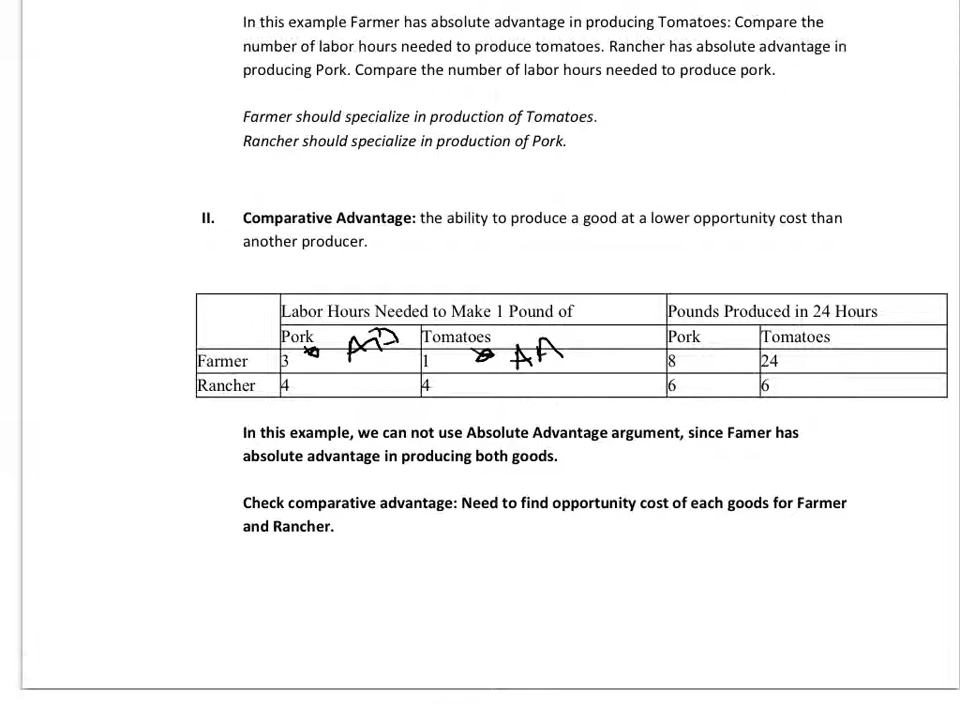 In this example Farmer has absolute advantage in producing Tomatoes: Compare the
number of labor hours needed to produce tomatoes. Rancher has absolute advantage in
producing Pork. Compare the number of labor hours needed to produce pork.
Farmer should specialize in production of Tomatoes.
Rancher should specialize in production of Pork.
II. Comparative Advantage: the ability to produce a good at a lower opportunity cost than
another producer.
Labor Hours Needed to Make 1 Pound of Pounds Produced in 24 Hours
Pork Tomatoes Pork Tomatoes
AA
Farmer 3 1 8 24
Rancher 4 4 6 6
In this example, we can not use Absolute Advantage argument, since Famer has
absolute advantage in producing both goods.
Check comparative advantage: Need to find opportunity cost of each goods for Farmer
and Rancher.